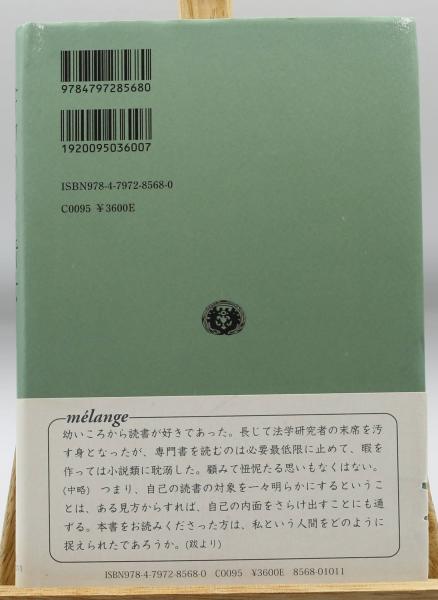 9784797285680
1920095036007
ISBN978-4-7972-8568-0
C0095 ￥3600E
mélange
幼いころから読書が好きであった。長じて法学研究者の末席を汚
す身となったが、専門書を読むのは必要最低限に止めて、暇を
作っては小説類に耽溺した。顧みて忸怩たる思いもなくはない。
(中略) つまり、自己の読書の対象を一々明らかにするというこ
とは、ある見方からすれば、自己の内面をさらけ出すことにも通
ずる。本書をお読みくださった方は、私という人間をどのように
捉えられたであろうか。(跋より)
ISBN978-4-7972-8568-0 C0095 ¥3600E 8568-01011